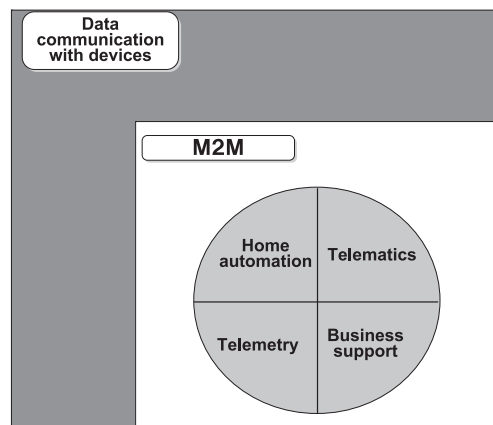 Data
communication
with devices
M2M
Home
automation
Telematics
Telemetry
Business
support